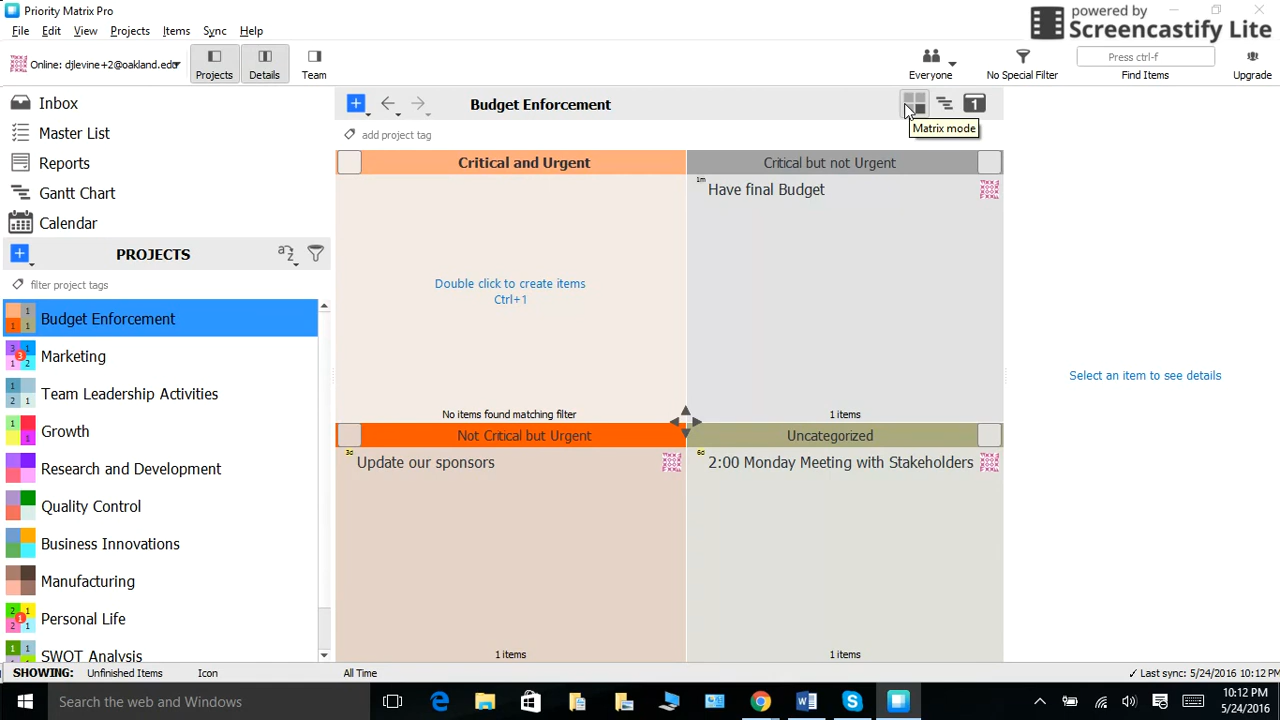 Priority Matrix Pro
powered by
Screencastify Lite
File Edit View Projects Items Sync Help
Online: djlevine+2@oakland.edu
Projects Details Team
Everyone No Special Filter Press ctrl-f Find Items Upgrade
Inbox
Master List
Reports
Gantt Chart
Calendar
PROJECTS
filter project tags
Budget Enforcement
Marketing
Team Leadership Activities
Growth
Research and Development
Quality Control
Business Innovations
Manufacturing
Personal Life
SWOT Analysis
Budget Enforcement
1
Matrix mode
add project tag
Critical and Urgent
Double click to create items
Ctrl+1
No items found matching filter
Critical but not Urgent
1m
Have final Budget
1 items
Not Critical but Urgent
3d
Update our sponsors
1 items
Uncategorized
6d
2:00 Monday Meeting with Stakeholders
1 items
Select an item to see details
SHOWING: Unfinished Items Icon All Time ✓ Last sync: 5/24/2016 10:12 PM
Search the web and Windows
10:12 PM
5/24/2016